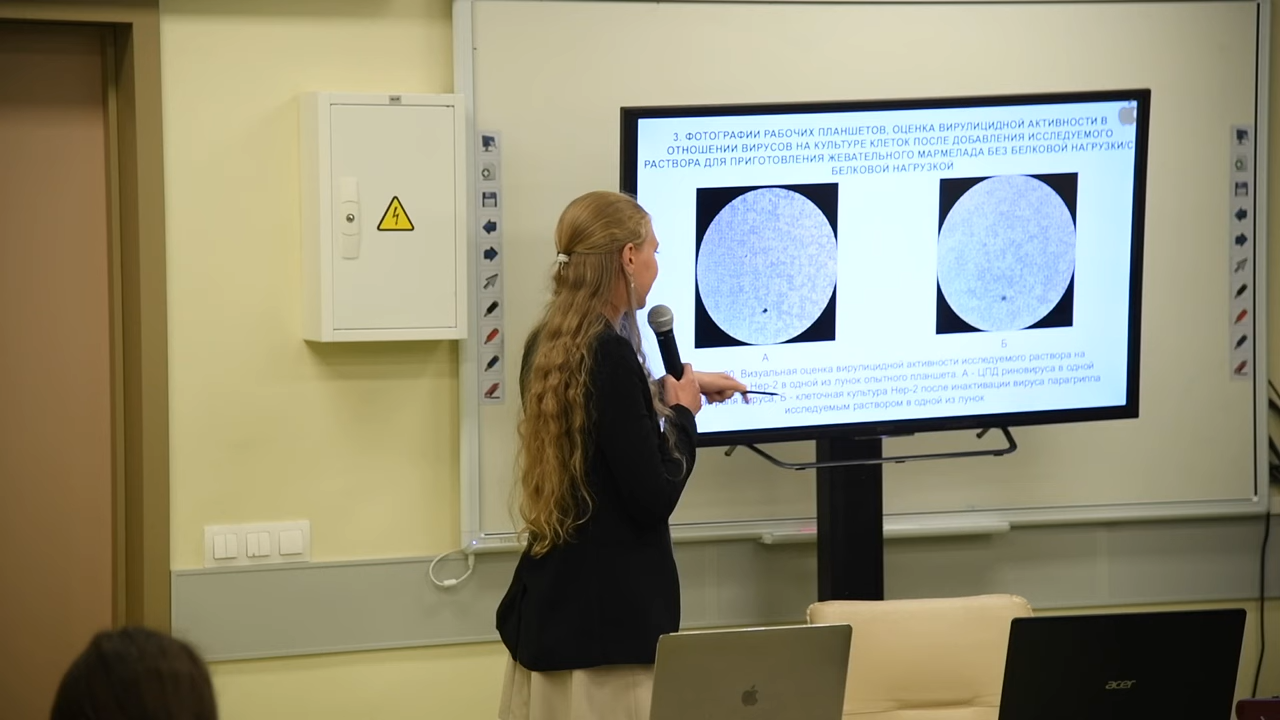 3. ФОТОГРАФИИ РАБОЧИХ ПЛАНШЕТОВ, ОЦЕНКА ВИРУЛИЦИДНОЙ АКТИВНОСТИ В
ОТНОШЕНИИ ВИРУСОВ НА КУЛЬТУРЕ КЛЕТОК ПОСЛЕ ДОБАВЛЕНИЯ ИССЛЕДУЕМОГО
РАСТВОРА ДЛЯ ПРИГОТОВЛЕНИЯ ЖЕВАТЕЛЬНОГО МАРМЕЛАДА БЕЗ БЕЛКОВОЙ НАГРУЗКИ/С
БЕЛКОВОЙ НАГРУЗКОЙ
А
Б
Визуальная оценка вирулицидной активности исследуемого раствора на
Hep-2 в одной из лунок опытного планшета. А - ЦПД риновируса в одной
вируса, Б - клеточная культура Hep-2 после инактивации вируса парагриппа
исследуемым раствором в одной из лунок
acer